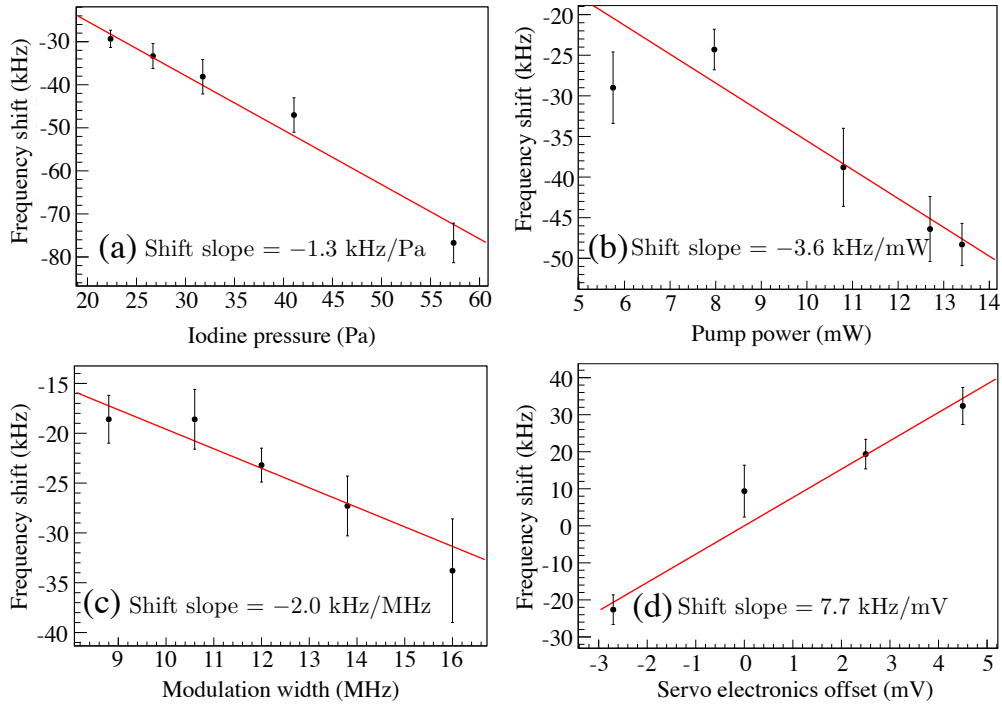 Frequency shift (kHz)
-30
-40
-50
-60
-70
-80
(a) Shift slope = −1.3 kHz/Pa
20 25 30 35 40 45 50 55 60
Iodine pressure (Pa)
Frequency shift (kHz)
-20
-25
-30
-35
-40
-45
-50
(b) Shift slope = −3.6 kHz/mW
5 6 7 8 9 10 11 12 13 14
Pump power (mW)
Frequency shift (kHz)
-15
-20
-25
-30
-35
-40
(c) Shift slope = −2.0 kHz/MHz
9 10 11 12 13 14 15 16
Modulation width (MHz)
Frequency shift (kHz)
40
30
20
10
0
-10
-20
-30
(d) Shift slope = 7.7 kHz/mV
-3 -2 -1 0 1 2 3 4 5
Servo electronics offset (mV)